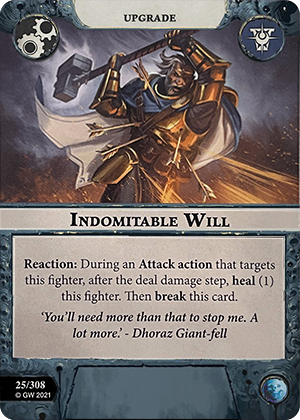 UPGRADE
INDOMITABLE WILL
Reaction: During an Attack action that targets
this fighter, after the deal damage step, heal (1)
this fighter. Then break this card.
‘You'll need more than that to stop me. A
lot more.’ - Dhoraz Giant-fell
25/308
© GW 2021